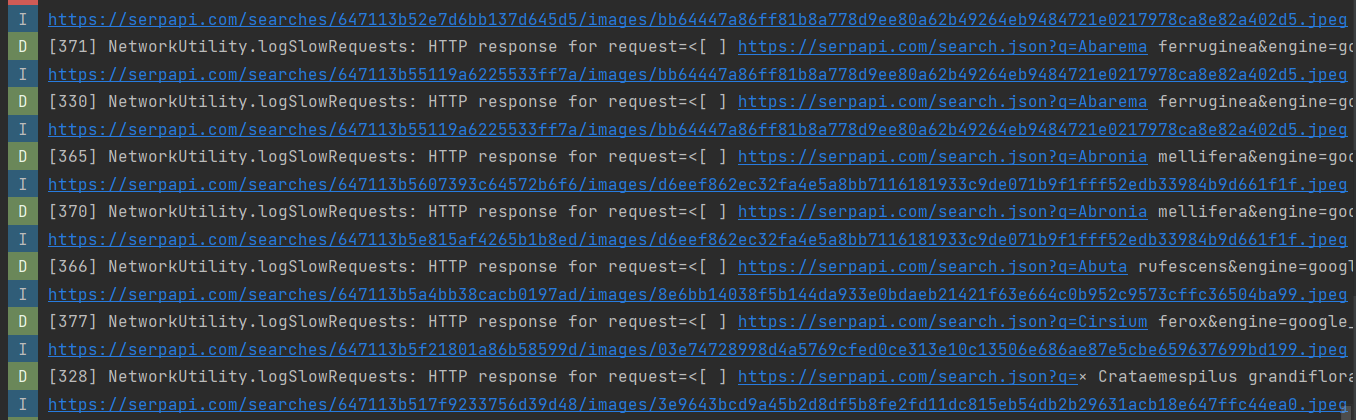 I https://serpapi.com/searches/647113b52e7d6bb137d645d5/images/bb64447a86ff81b8a778d9ee80a62b49264eb9484721e0217978ca8e82a402d5.jpeg
D [371] NetworkUtility.logSlowRequests: HTTP response for request=<[ ] https://serpapi.com/search.json?q=Abarema ferruginea&engine=go
I https://serpapi.com/searches/647113b55119a6225533ff7a/images/bb64447a86ff81b8a778d9ee80a62b49264eb9484721e0217978ca8e82a402d5.jpeg
D [330] NetworkUtility.logSlowRequests: HTTP response for request=<[ ] https://serpapi.com/search.json?q=Abarema ferruginea&engine=go
I https://serpapi.com/searches/647113b55119a6225533ff7a/images/bb64447a86ff81b8a778d9ee80a62b49264eb9484721e0217978ca8e82a402d5.jpeg
D [365] NetworkUtility.logSlowRequests: HTTP response for request=<[ ] https://serpapi.com/search.json?q=Abronia mellifera&engine=goo
I https://serpapi.com/searches/647113b5607393c64572b6f6/images/d6eef862ec32fa4e5a8bb7116181933c9de071b9f1fff52edb33984b9d661f1f.jpeg
D [370] NetworkUtility.logSlowRequests: HTTP response for request=<[ ] https://serpapi.com/search.json?q=Abronia mellifera&engine=goo
I https://serpapi.com/searches/647113b5e815af4265b1b8ed/images/d6eef862ec32fa4e5a8bb7116181933c9de071b9f1fff52edb33984b9d661f1f.jpeg
D [366] NetworkUtility.logSlowRequests: HTTP response for request=<[ ] https://serpapi.com/search.json?q=Abuta rufescens&engine=googl
I https://serpapi.com/searches/647113b5a4bb38cacb0197ad/images/8e6bb14038f5b144da933e0bdaeb21421f63e664c0b952c9573cffc36504ba99.jpeg
D [377] NetworkUtility.logSlowRequests: HTTP response for request=<[ ] https://serpapi.com/search.json?q=Cirsium ferox&engine=google_
I https://serpapi.com/searches/647113b5f21801a86b58599d/images/03e74728998d4a5769cfed0ce313e10c13506e686ae87e5cbe659637699bd199.jpeg
D [328] NetworkUtility.logSlowRequests: HTTP response for request=<[ ] https://serpapi.com/search.json?q=× Crataemespilus grandiflora
I https://serpapi.com/searches/647113b517f9233756d39d48/images/3e9643bcd9a45b2d8df5b8fe2fd11dc815eb54db2b29631acb18e647ffc44ea0.jpeg